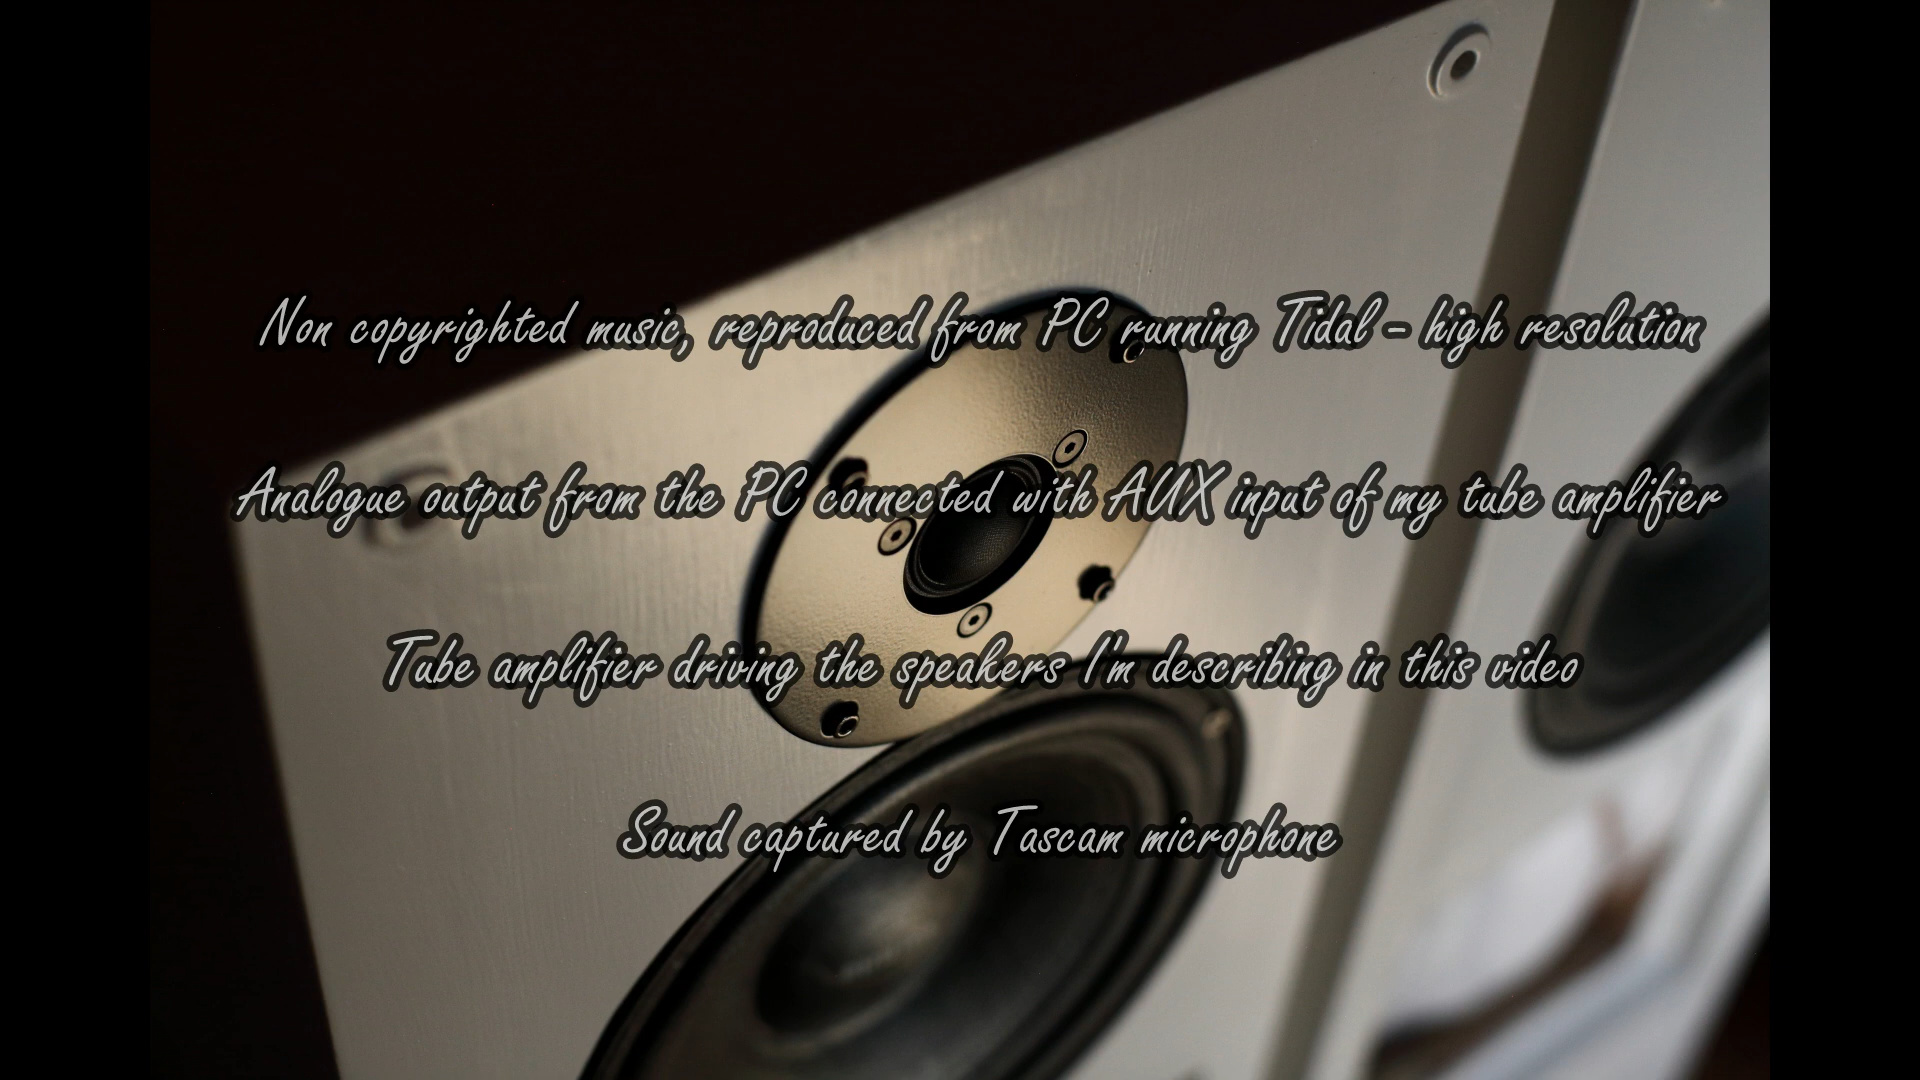 Non copyrighted music, reproduced from PC running Tidal - high resolution
Analogue output from the PC connected with AUX input of my tube amplifier
Tube amplifier driving the speakers I'm describing in this video
Sound captured by Tascam microphone